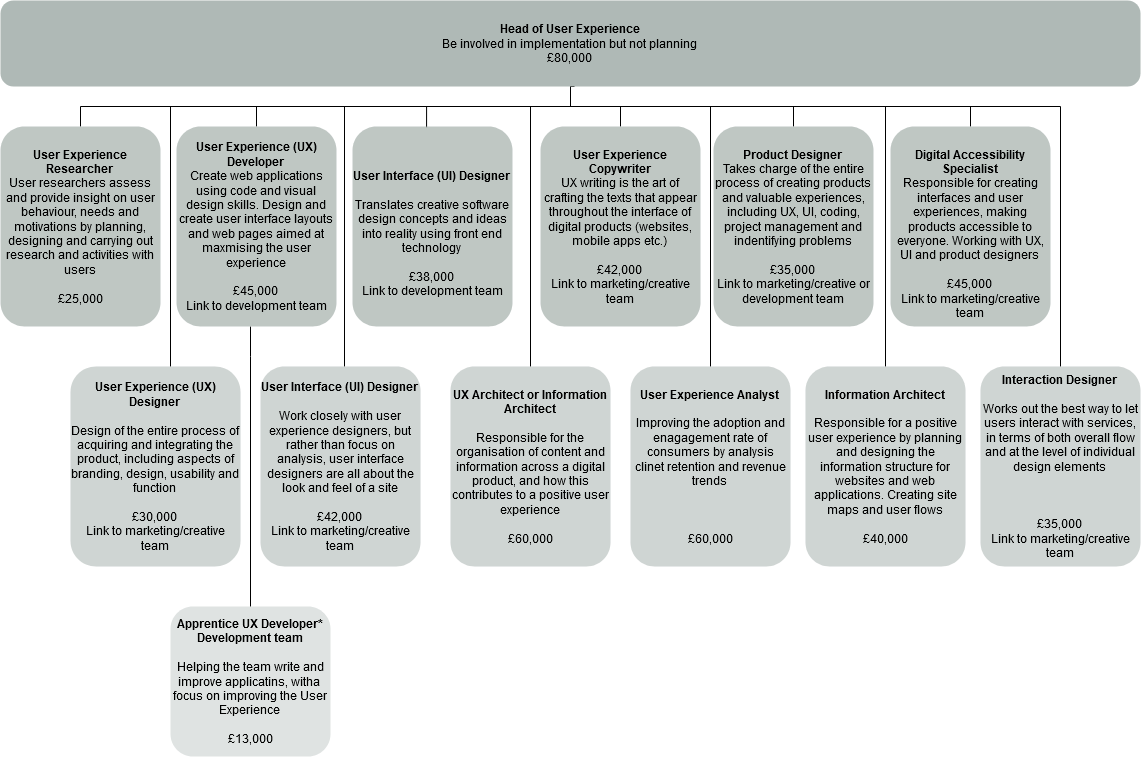 Head of User Experience
Be involved in implementation but not planning
£80,000
User Experience
Researcher
User researchers assess
and provide insight on user
behaviour, needs and
motivations by planning,
designing and carrying out
research and activities with
users
£25,000
User Experience (UX)
Developer
Create web applications
using code and visual
design skills. Design and
create user interface layouts
and web pages aimed at
maxmising the user
experience
£45,000
Link to development team
User Interface (UI) Designer
Translates creative software
design concepts and ideas
into reality using front end
technology
£38,000
Link to development team
User Experience
Copywriter
UX writing is the art of
crafting the texts that appear
throughout the interface of
digital products (websites,
mobile apps etc.)
£42,000
Link to marketing/creative
team
Product Designer
Takes charge of the entire
process of creating products
and valuable experiences,
including UX, UI, coding,
project management and
indentifying problems
£35,000
Link to marketing/creative or
development team
Digital Accessibility
Specialist
Responsible for creating
interfaces and user
experiences, making
products accessible to
everyone. Working with UX,
UI and product designers
£45,000
Link to marketing/creative
team
User Experience (UX)
Designer
Design of the entire process of
acquiring and integrating the
product, including aspects of
branding, design, usability and
function
£30,000
Link to marketing/creative
team
User Interface (UI) Designer
Work closely with user
experience designers, but
rather than focus on
analysis, user interface
designers are all about the
look and feel of a site
£42,000
Link to marketing/creative
team
UX Architect or Information
Architect
Responsible for the
organisation of content and
information across a digital
product, and how this
contributes to a positive user
experience
£60,000
User Experience Analyst
Improving the adoption and
enagagement rate of
consumers by analysis
clinet retention and revenue
trends
£60,000
Information Architect
Responsible for a positive
user experience by planning
and designing the
information structure for
websites and web
applications. Creating site
maps and user flows
£40,000
Interaction Designer
Works out the best way to let
users interact with services,
in terms of both overall flow
and at the level of individual
design elements
£35,000
Link to marketing/creative
team
Apprentice UX Developer*
Development team
Helping the team write and
improve applicatins, witha
focus on improving the User
Experience
£13,000